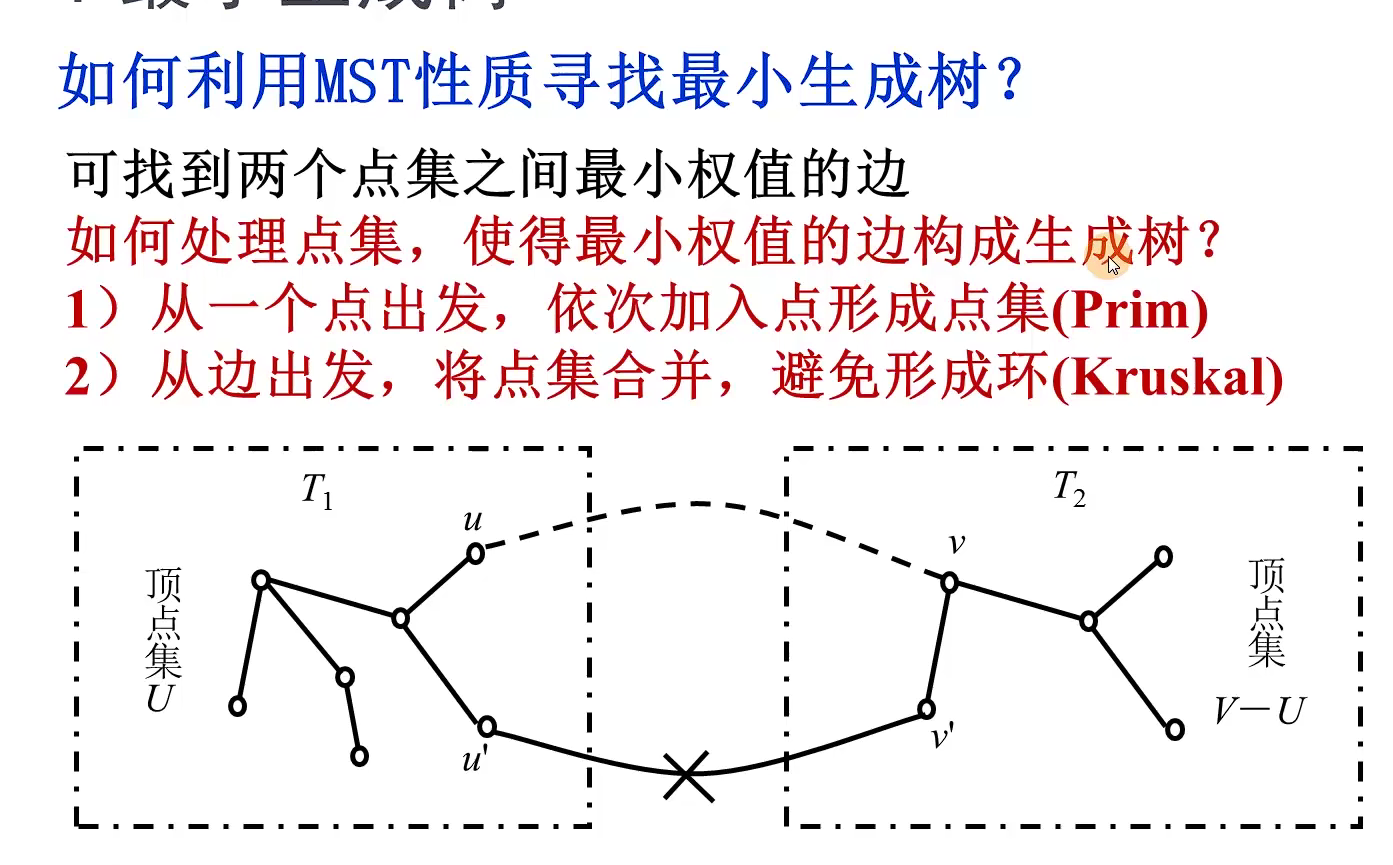 如何利用MST性质寻找最小生成树?
可找到两个点集之间最小权值的边
如何处理点集，使得最小权值的边构成生成树?
1）从一个点出发，依次加入点形成点集(Prim)
2）从边出发，将点集合并，避免形成环(Kruskal)
T1
T2
u
v
顶点集U
顶点集
V－U
u'
v'